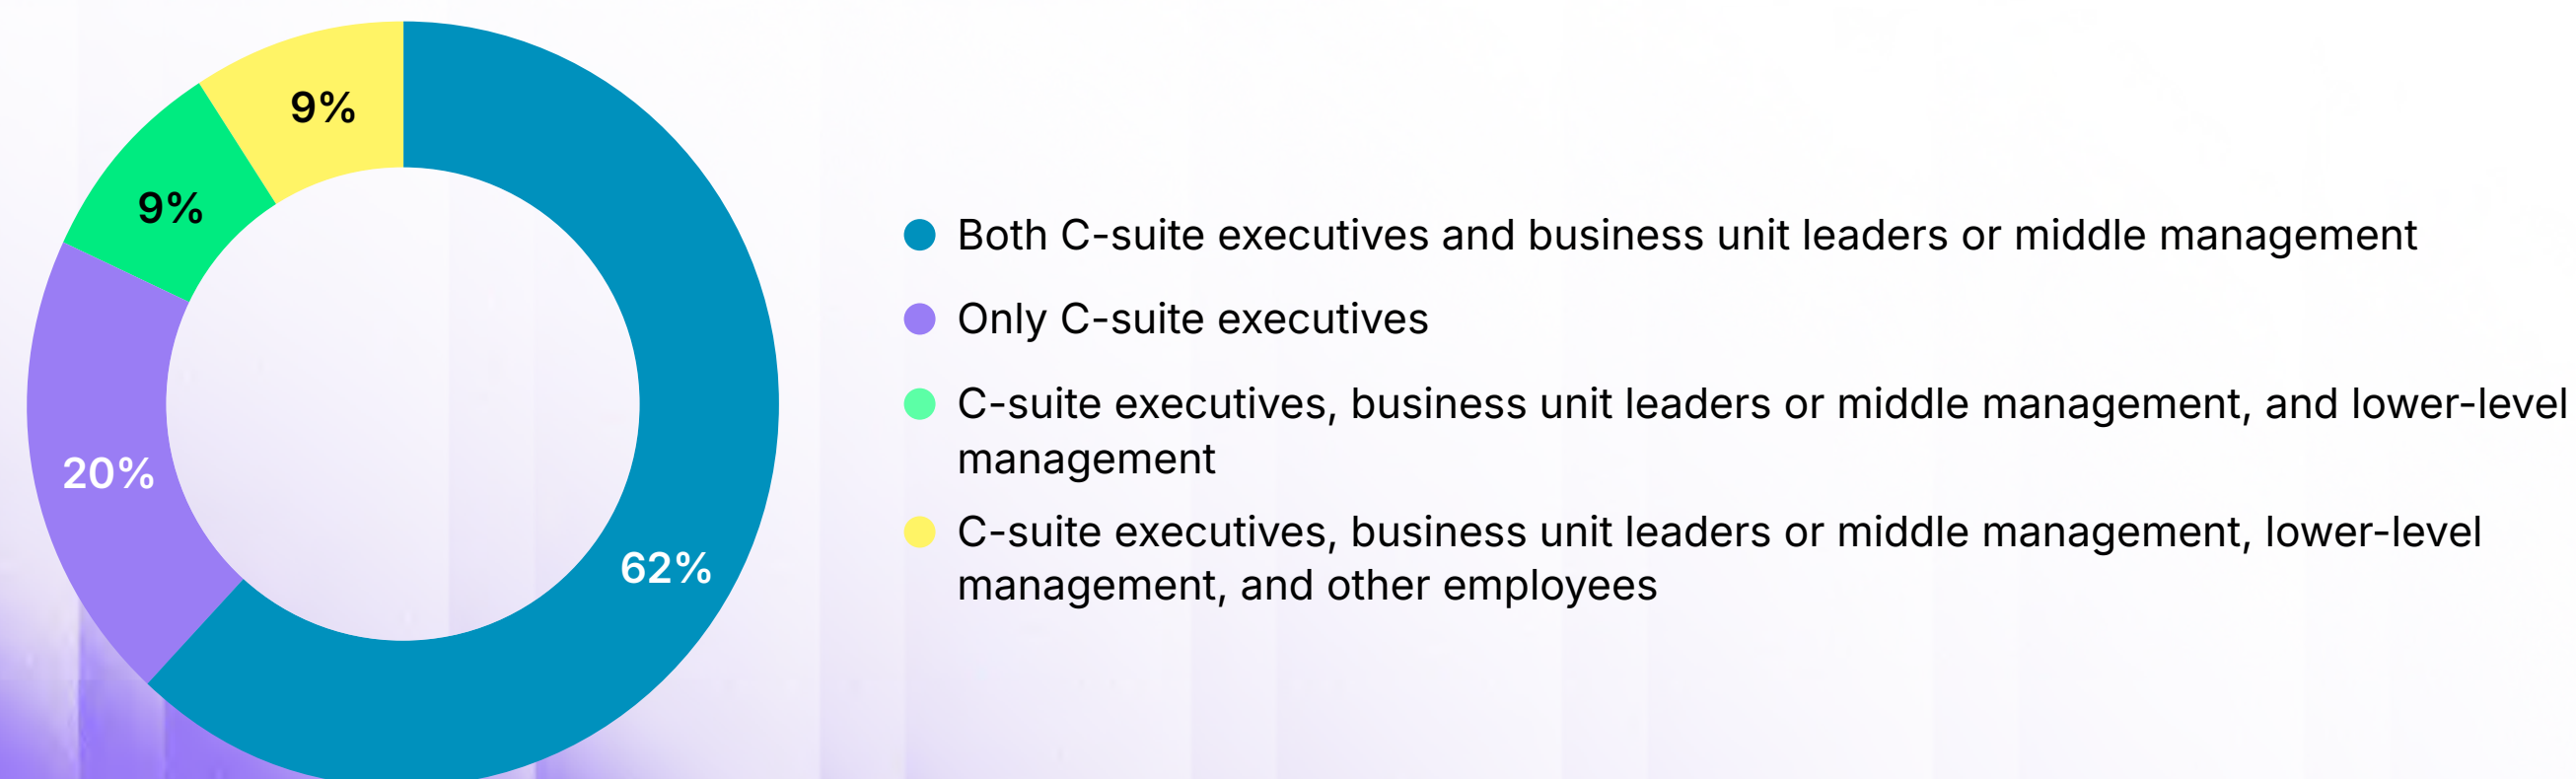 9%
9%
20%
62%
Both C-suite executives and business unit leaders or middle management
Only C-suite executives
C-suite executives, business unit leaders or middle management, and lower-level
management
C-suite executives, business unit leaders or middle management, lower-level
management, and other employees